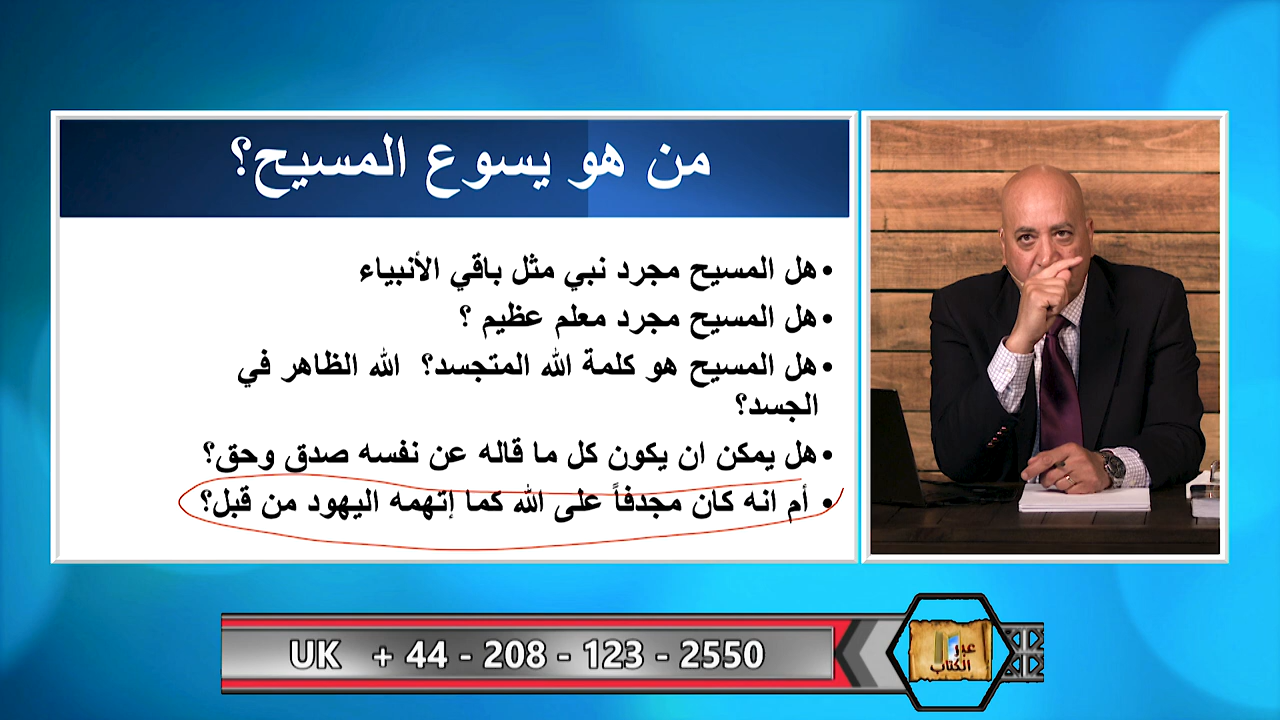 من هو يسوع المسيح؟
•هل المسيح مجرد نبي مثل باقي الأنبياء
•هل المسيح مجرد معلم عظيم ؟
•هل المسيح هو كلمة الله المتجسد؟ الله الظاهر في
الجسد؟
•هل يمكن ان يكون كل ما قاله عن نفسه صدق وحق؟
• أم انه كان مجدفاً على الله كما إتهمه اليهود من قبل؟
UK + 44 - 208 - 123 - 2550
عبر
الكتاب